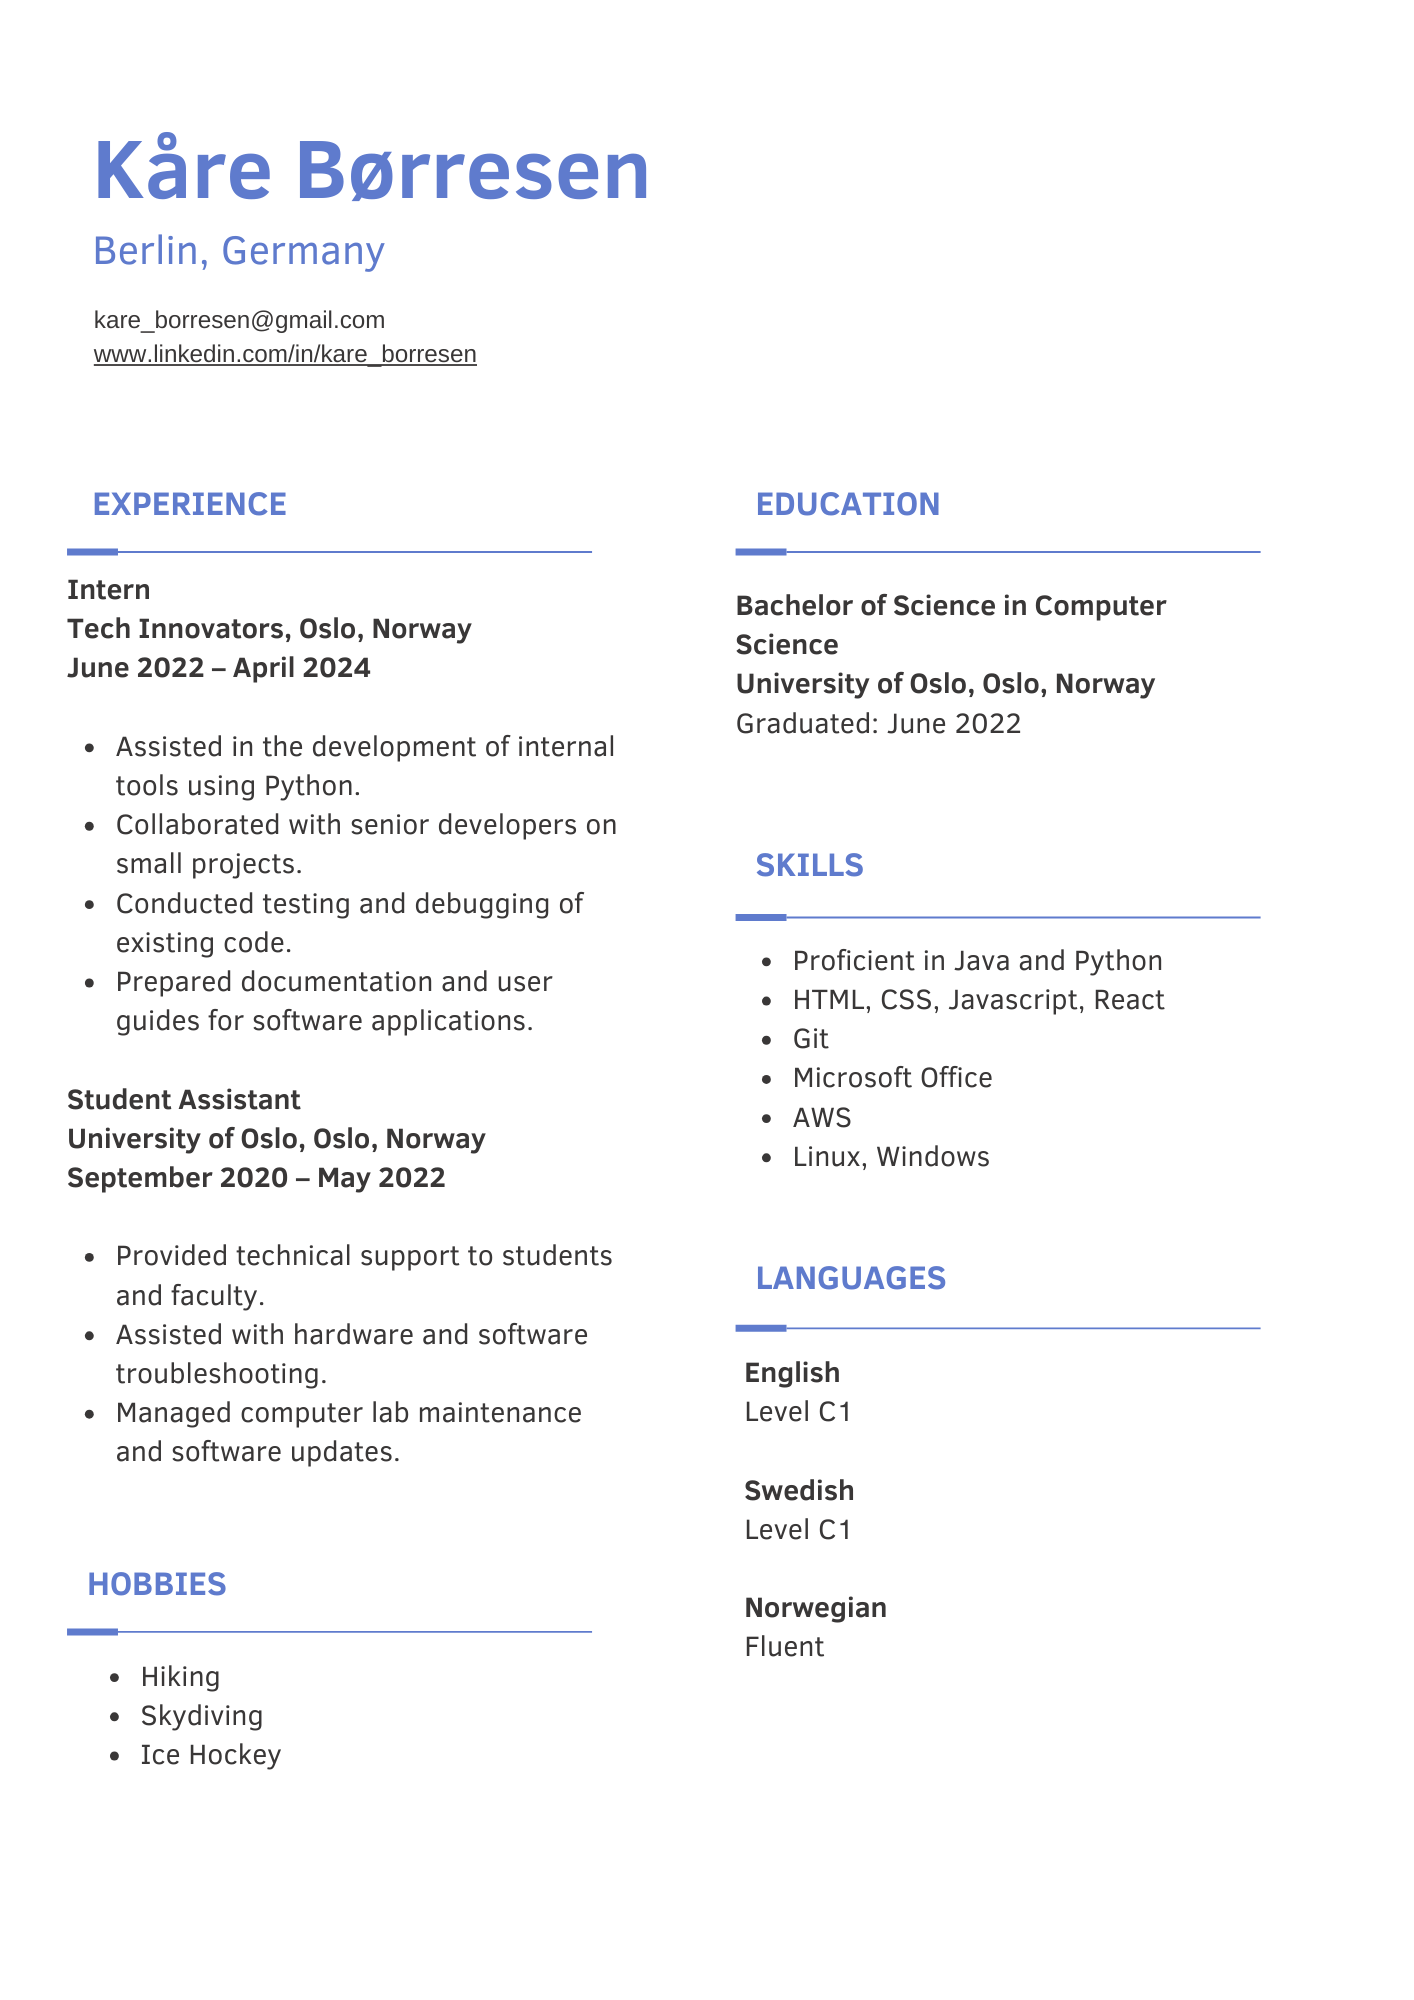 Kåre Børresen
Berlin, Germany
kare_borresen@gmail.com
www.linkedin.com/in/kare_borresen
EXPERIENCE
Intern
Tech Innovators, Oslo, Norway
June 2022 – April 2024
• Assisted in the development of internal
tools using Python.
• Collaborated with senior developers on
small projects.
• Conducted testing and debugging of
existing code.
• Prepared documentation and user
guides for software applications.
Student Assistant
University of Oslo, Oslo, Norway
September 2020 – May 2022
• Provided technical support to students
and faculty.
• Assisted with hardware and software
troubleshooting.
• Managed computer lab maintenance
and software updates.
HOBBIES
• Hiking
• Skydiving
• Ice Hockey
EDUCATION
Bachelor of Science in Computer
Science
University of Oslo, Oslo, Norway
Graduated: June 2022
SKILLS
• Proficient in Java and Python
• HTML, CSS, Javascript, React
• Git
• Microsoft Office
• AWS
• Linux, Windows
LANGUAGES
English
Level C1
Swedish
Level C1
Norwegian
Fluent